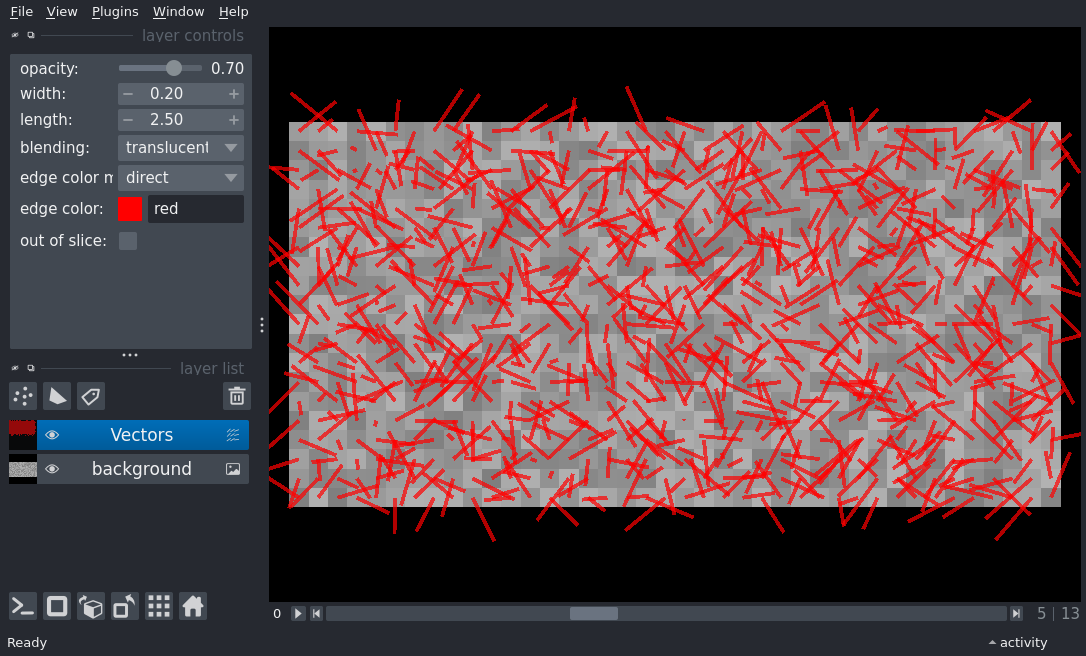 File View Plugins Window Help
layer controls
opacity: 0.70
width: 0.20
length: 2.50
blending: translucent
edge color m direct
edge color: red
out of slice:
layer list
Vectors
background
0 5 13
Ready activity